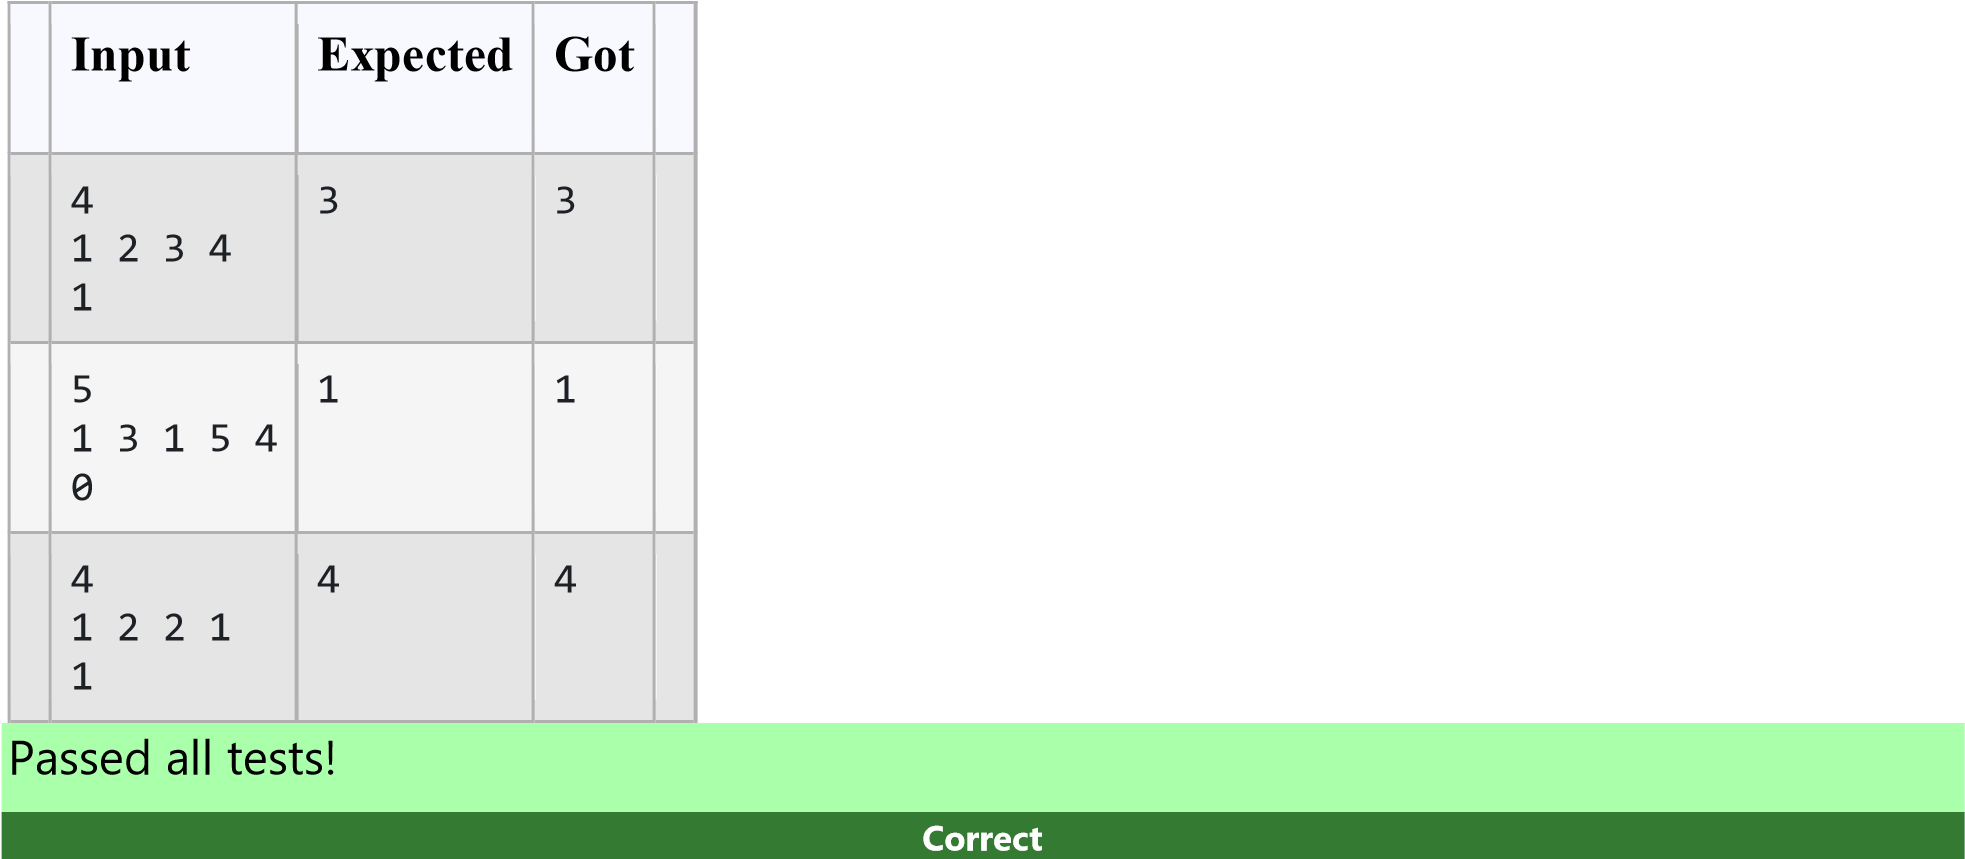 Input Expected Got
4 3 3
1 2 3 4
1
5 1 1
1 3 1 5 4
0
4 4 4
1 2 2 1
1
Passed all tests!
Correct